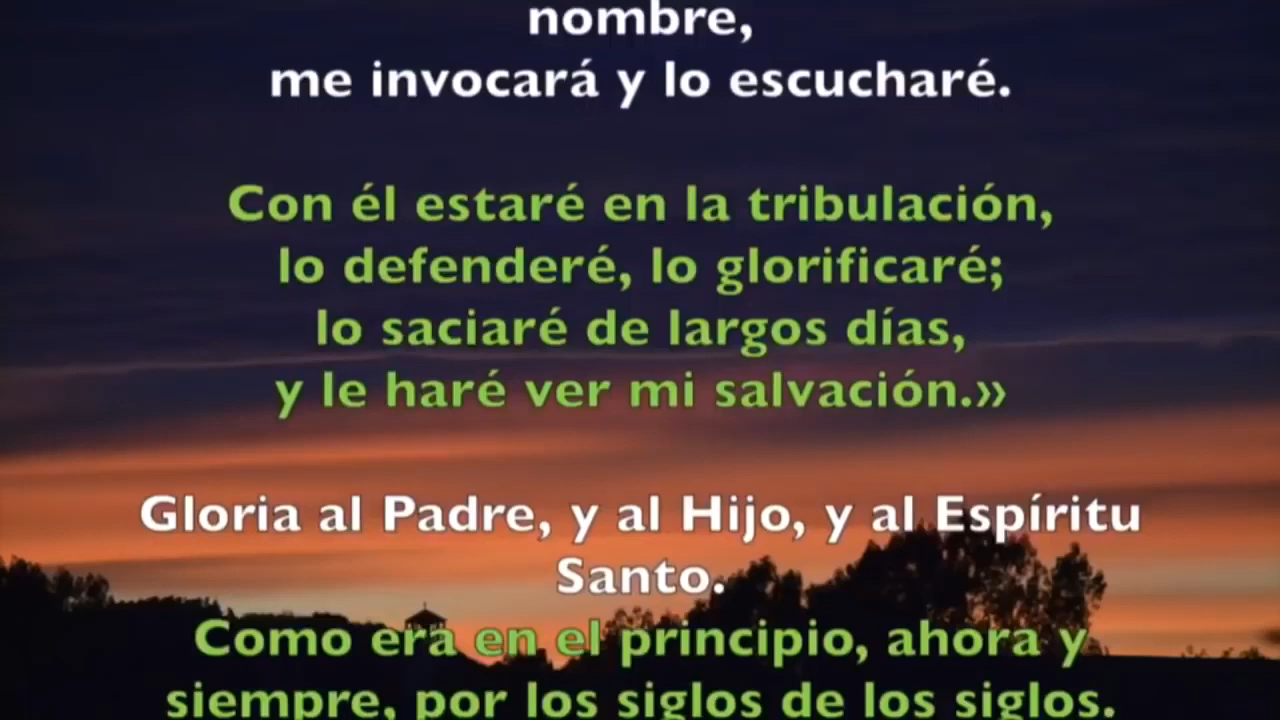 nombre,
me invocará y lo escucharé.
Con él estaré en la tribulación,
lo defenderé, lo glorificaré;
lo saciaré de largos días,
y le haré ver mi salvación.»
Gloria al Padre, y al Hijo, y al Espíritu
Santo.
Como era en el principio, ahora y
siempre, por los siglos de los siglos.